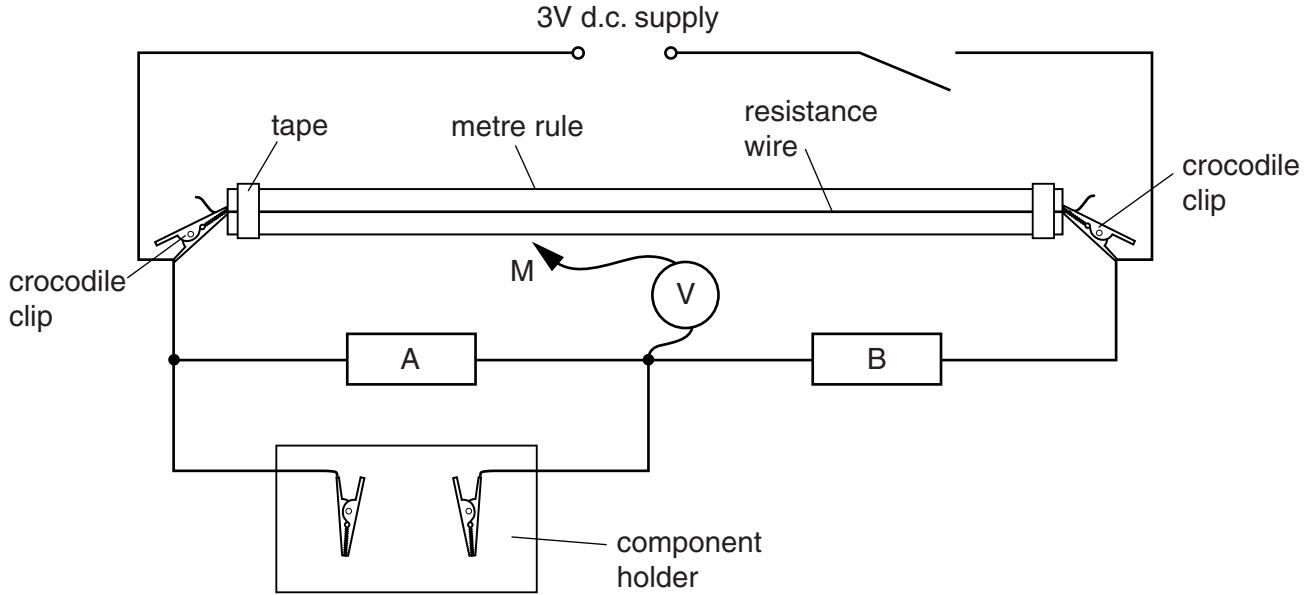 3V d.c. supply
tape
metre rule
resistance
wire
crocodile
clip
crocodile
clip
M
V
A
B
component
holder